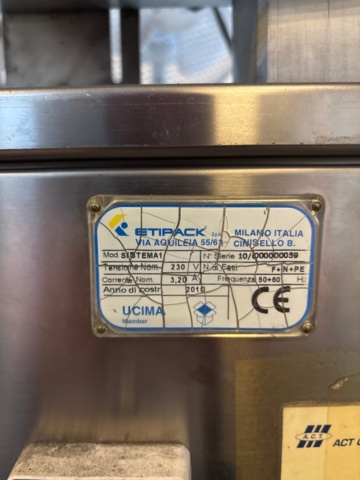 ETIPACK S.p.A. MILANO ITALIA
VIA AQUILEIA 55/61 CINISELLO B.
Mod. SISTEMA1 N° Serie 10/000000059
Tensione Nom. 230 V N. di Fasi F+N+PE
Corrente Nom. 3,20 A Frequenza 50+60 Hz
Anno di costr. 2010
CE
UCIMA
Member
A.C.T.
ACT